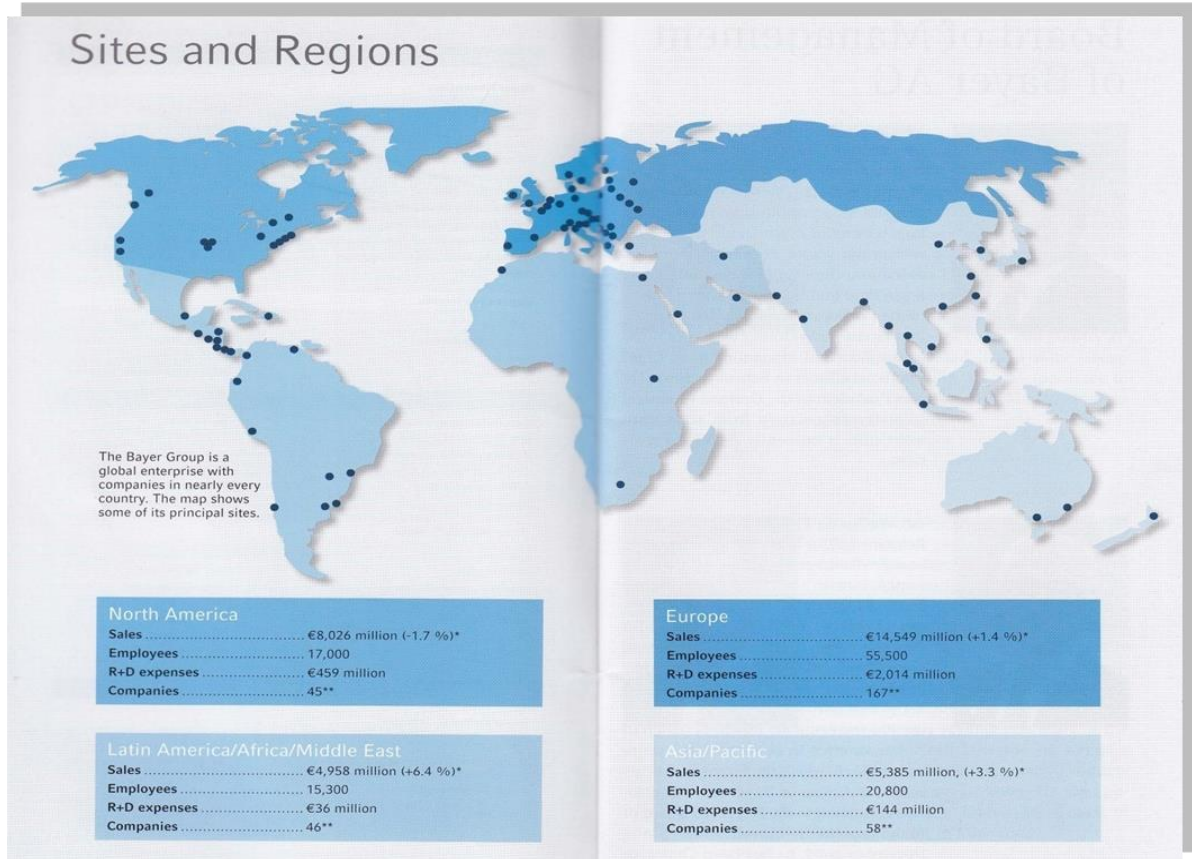 Sites and Regions
The Bayer Group is a
global enterprise with
companies in nearly every
country. The map shows
some of its principal sites.
North America
Sales ............................... €8,026 million (-1.7 %)*
Employees ........................ 17,000
R+D expenses .................... €459 million
Companies ........................ 45**
Europe
Sales ............................... €14,549 million (+1.4 %)*
Employees ........................ 55,500
R+D expenses .................... €2,014 million
Companies ........................ 167**
Latin America/Africa/Middle East
Sales ............................... €4,958 million (+6.4 %)*
Employees ........................ 15,300
R+D expenses .................... €36 million
Companies ........................ 46**
Asia/Pacific
Sales ............................... €5,385 million, (+3.3 %)*
Employees ........................ 20,800
R+D expenses .................... €144 million
Companies ........................ 58**